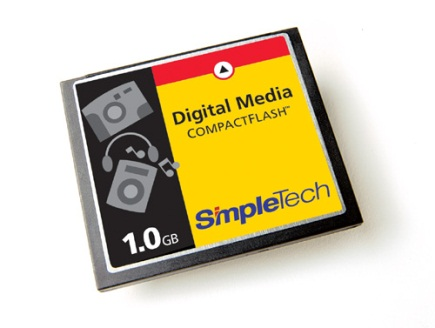 Digital Media
COMPACTFLASH™
SimpleTech
1.0GB